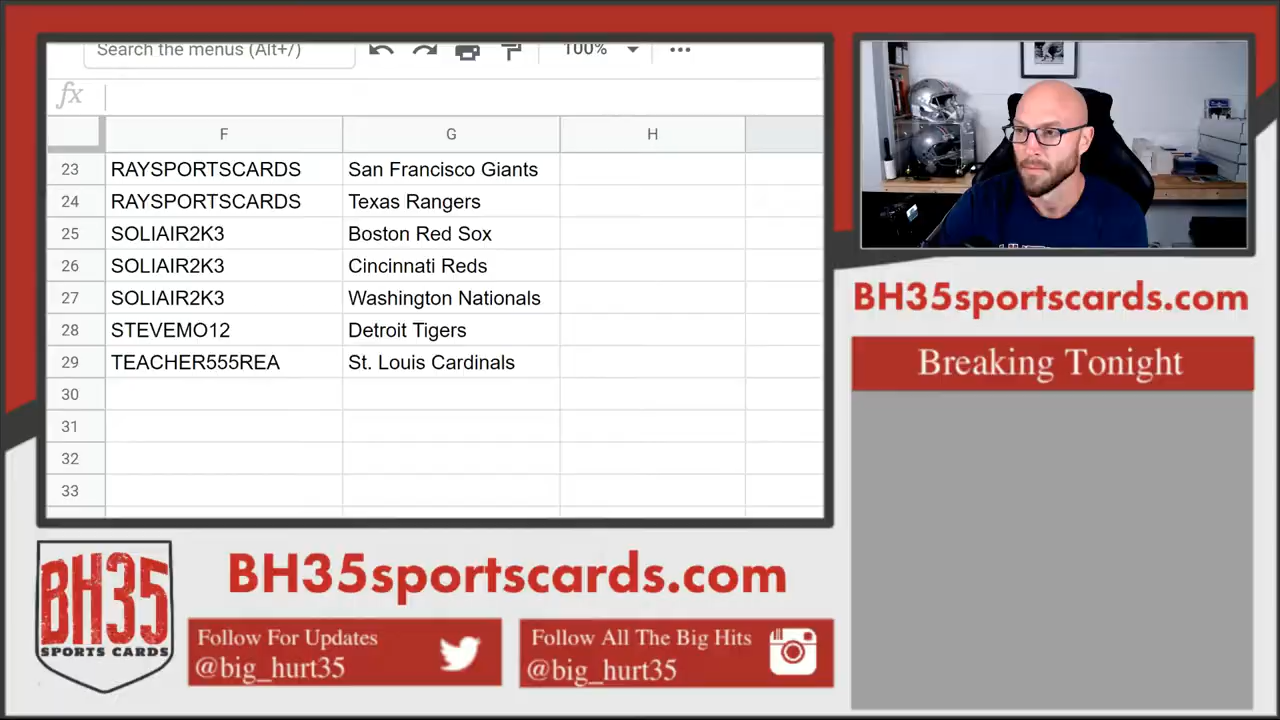 Search the menus (Alt+/)
100%
fx
F G H
23 RAYSPORTSCARDS San Francisco Giants
24 RAYSPORTSCARDS Texas Rangers
25 SOLIAIR2K3 Boston Red Sox
26 SOLIAIR2K3 Cincinnati Reds
27 SOLIAIR2K3 Washington Nationals
28 STEVEMO12 Detroit Tigers
29 TEACHER555REA St. Louis Cardinals
30
31
32
33
BH35sportscards.com
Breaking Tonight
BH35
SPORTS CARDS
BH35sportscards.com
Follow For Updates
@big_hurt35
Follow All The Big Hits
@big_hurt35